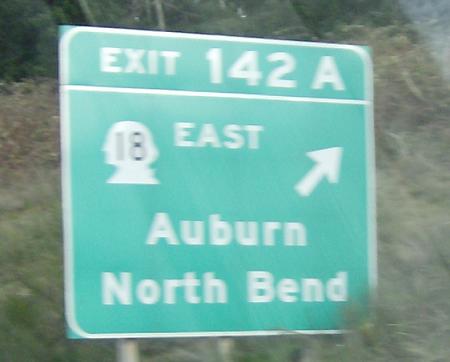 EXIT 142 A
18 EAST
Auburn
North Bend